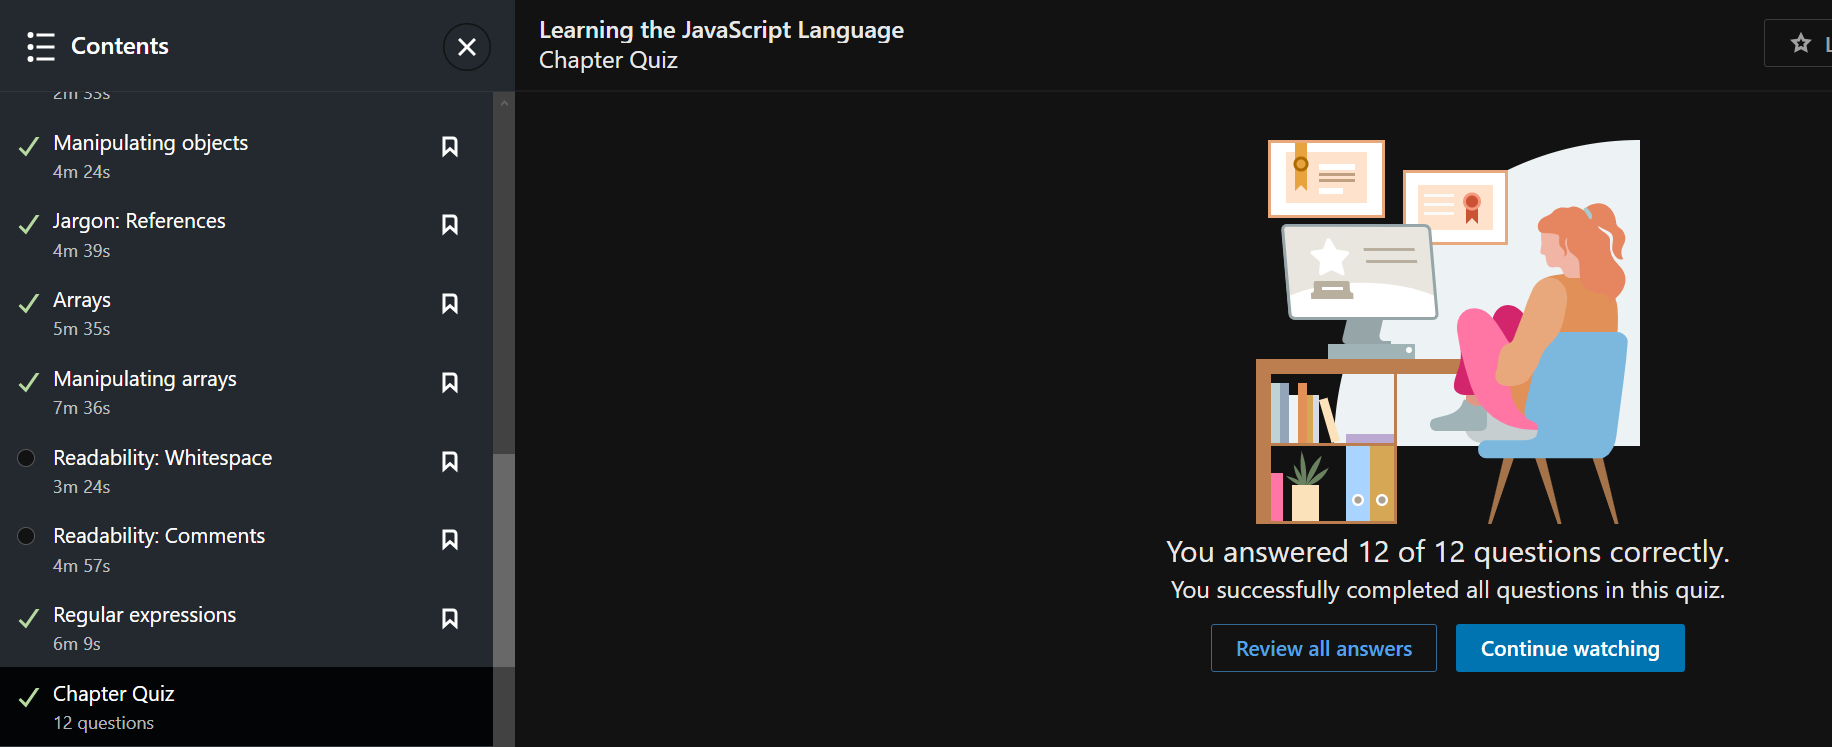 Contents
2m 33s
Manipulating objects
4m 24s
Jargon: References
4m 39s
Arrays
5m 35s
Manipulating arrays
7m 36s
Readability: Whitespace
3m 24s
Readability: Comments
4m 57s
Regular expressions
6m 9s
Chapter Quiz
12 questions
Learning the JavaScript Language
Chapter Quiz
You answered 12 of 12 questions correctly.
You successfully completed all questions in this quiz.
Review all answers
Continue watching